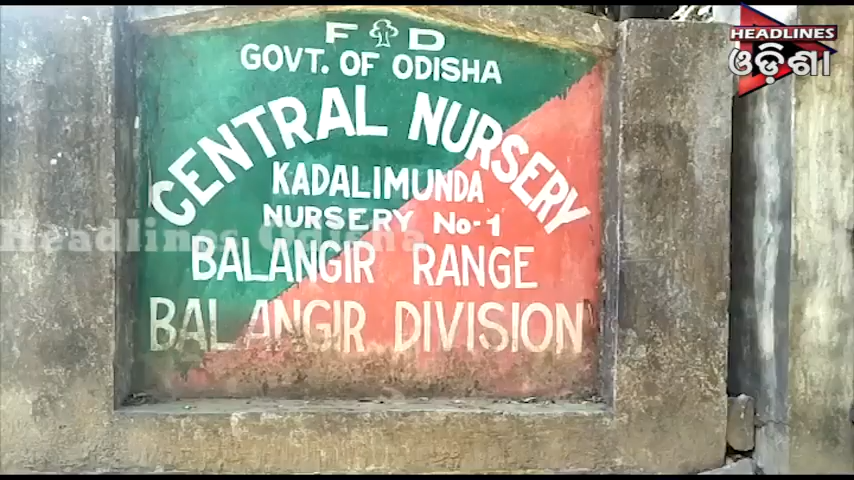 HEADLINES
ଓଡ଼ିଶା
F D
GOVT. OF ODISHA
CENTRAL NURSERY
KADALIMUNDA
NURSERY No-1
Headlines Odisha
BALANGIR RANGE
BALANGIR DIVISION